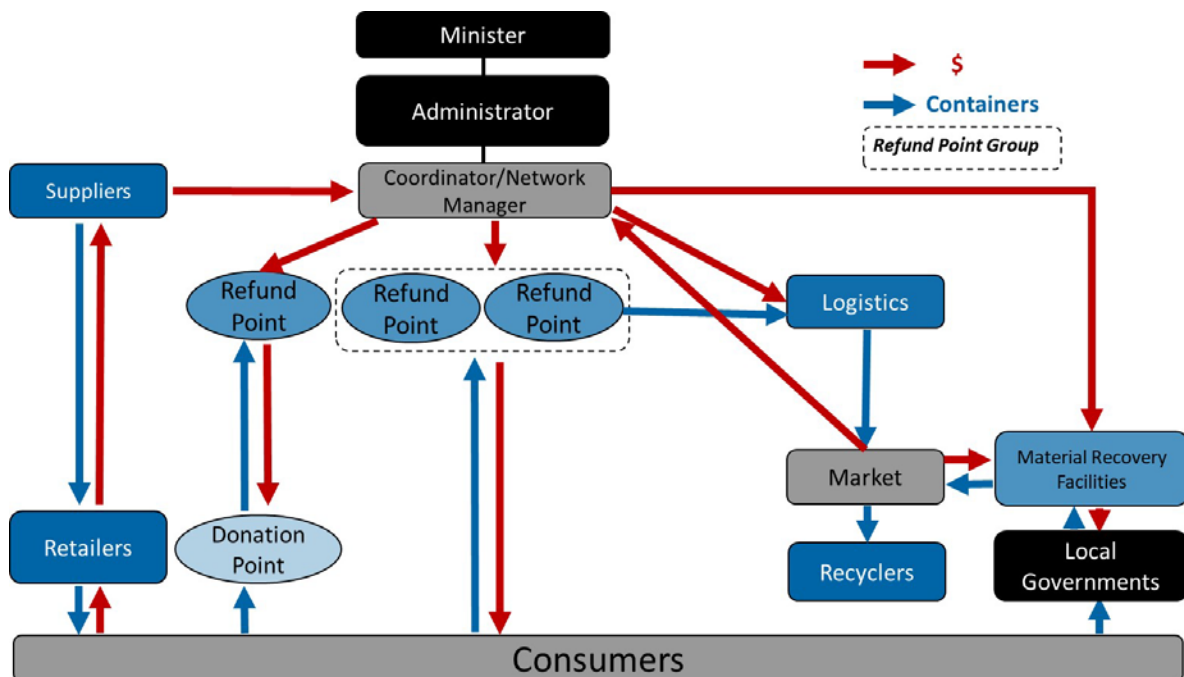 Minister
$
Administrator
Containers
Refund Point Group
Suppliers
Coordinator/Network
Manager
Refund
Point
Refund
Point
Refund
Point
Logistics
Market
Material Recovery
Facilities
Retailers
Donation
Point
Recyclers
Local
Governments
Consumers